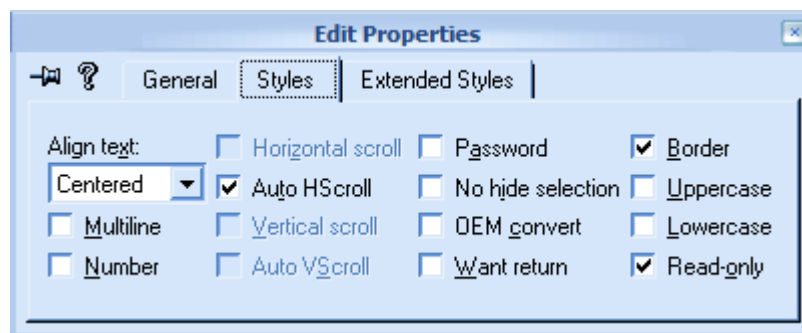 Edit Properties
? General Styles Extended Styles
Align text: Horizontal scroll Password Border
Centered Auto HScroll No hide selection Uppercase
Multiline Vertical scroll OEM convert Lowercase
Number Auto VScroll Want return Read-only